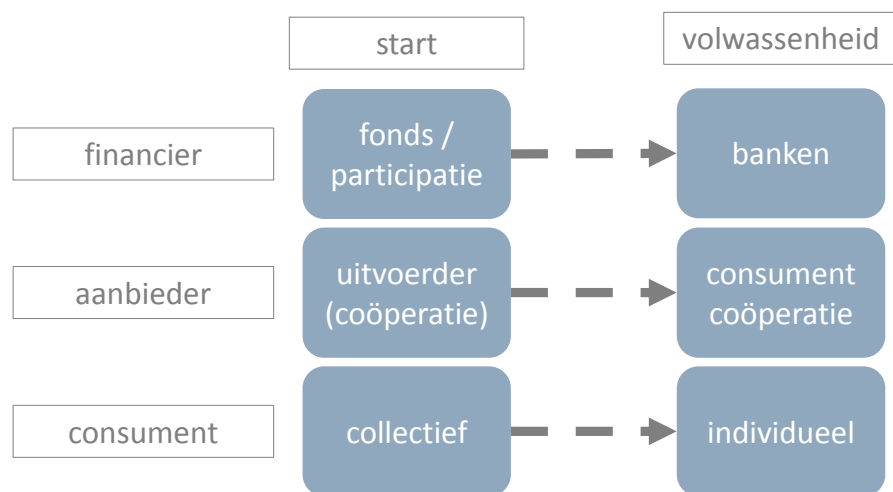 start
volwassenheid
financier
fonds /
participatie
banken
aanbieder
uitvoerder
(coöperatie)
consument
coöperatie
consument
collectief
individueel